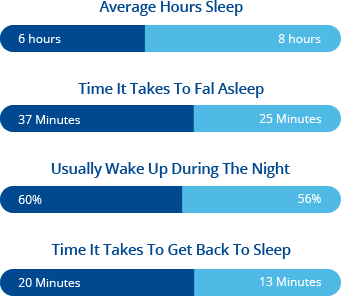 Average Hours Sleep
6 hours 8 hours
Time It Takes To Fal Asleep
37 Minutes 25 Minutes
Usually Wake Up During The Night
60% 56%
Time It Takes To Get Back To Sleep
20 Minutes 13 Minutes